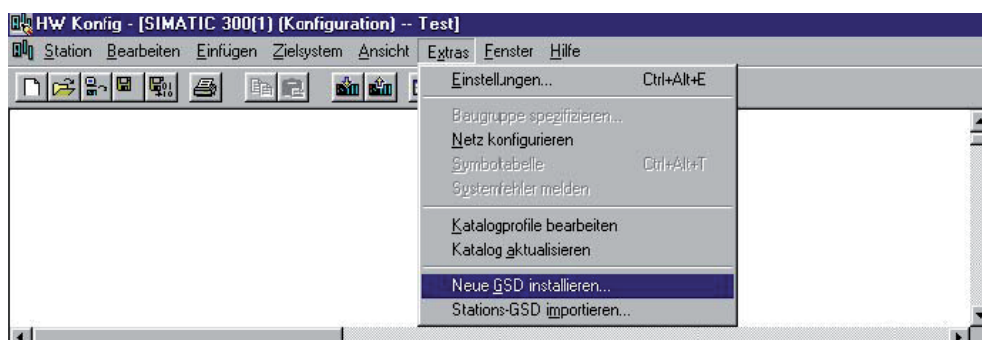 HW Konfig - [SIMATIC 300(1) (Konfiguration) -- Test]
Station Bearbeiten Einfügen Zielsystem Ansicht Extras Fenster Hilfe
Einstellungen... Ctrl+Alt+E
Baugruppe spezifizieren...
Netz konfigurieren
Symboltabelle Ctrl+Alt+T
Systemfehler melden
Katalogprofile bearbeiten
Katalog aktualisieren
Neue GSD installieren...
Stations-GSD importieren...